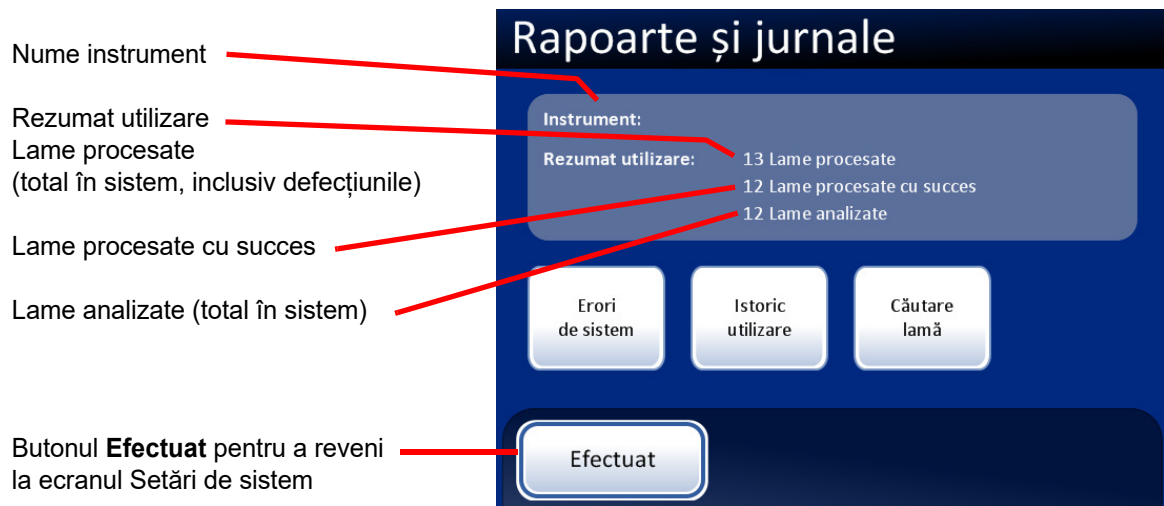 Nume instrument
Rezumat utilizare
Lame procesate
(total în sistem, inclusiv defecțiunile)
Lame procesate cu succes
Lame analizate (total în sistem)
Butonul Efectuat pentru a reveni
la ecranul Setări de sistem
Rapoarte și jurnale
Instrument:
Rezumat utilizare: 13 Lame procesate
12 Lame procesate cu succes
12 Lame analizate
Erori
de sistem
Istoric
utilizare
Căutare
lamă
Efectuat